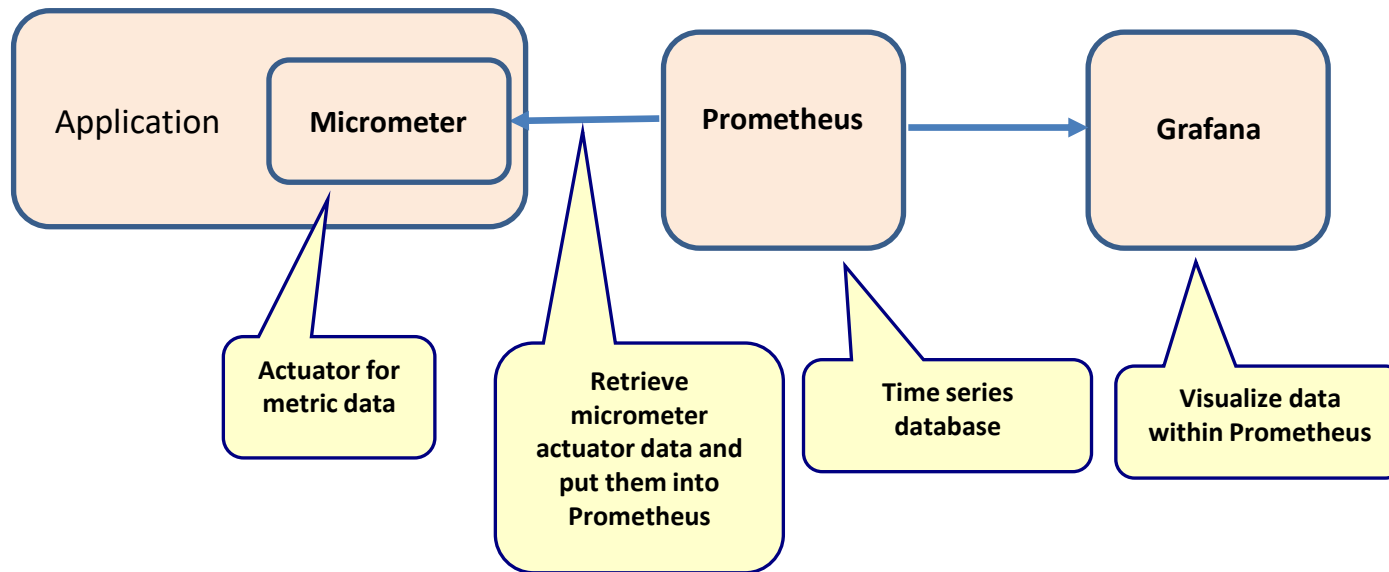 Application
Micrometer
Prometheus
Grafana
Actuator for
metric data
Retrieve
micrometer
actuator data and
put them into
Prometheus
Time series
database
Visualize data
within Prometheus